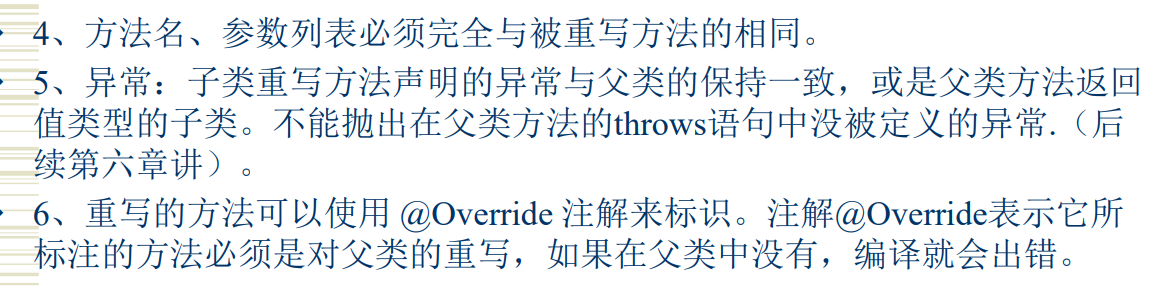 4、方法名、参数列表必须完全与被重写方法的相同。
5、异常：子类重写方法声明的异常与父类的保持一致，或是父类方法返回
值类型的子类。不能抛出在父类方法的throws语句中没被定义的异常.（后
续第六章讲）。
6、重写的方法可以使用 @Override 注解来标识。注解@Override表示它所
标注的方法必须是对父类的重写，如果在父类中没有，编译就会出错。